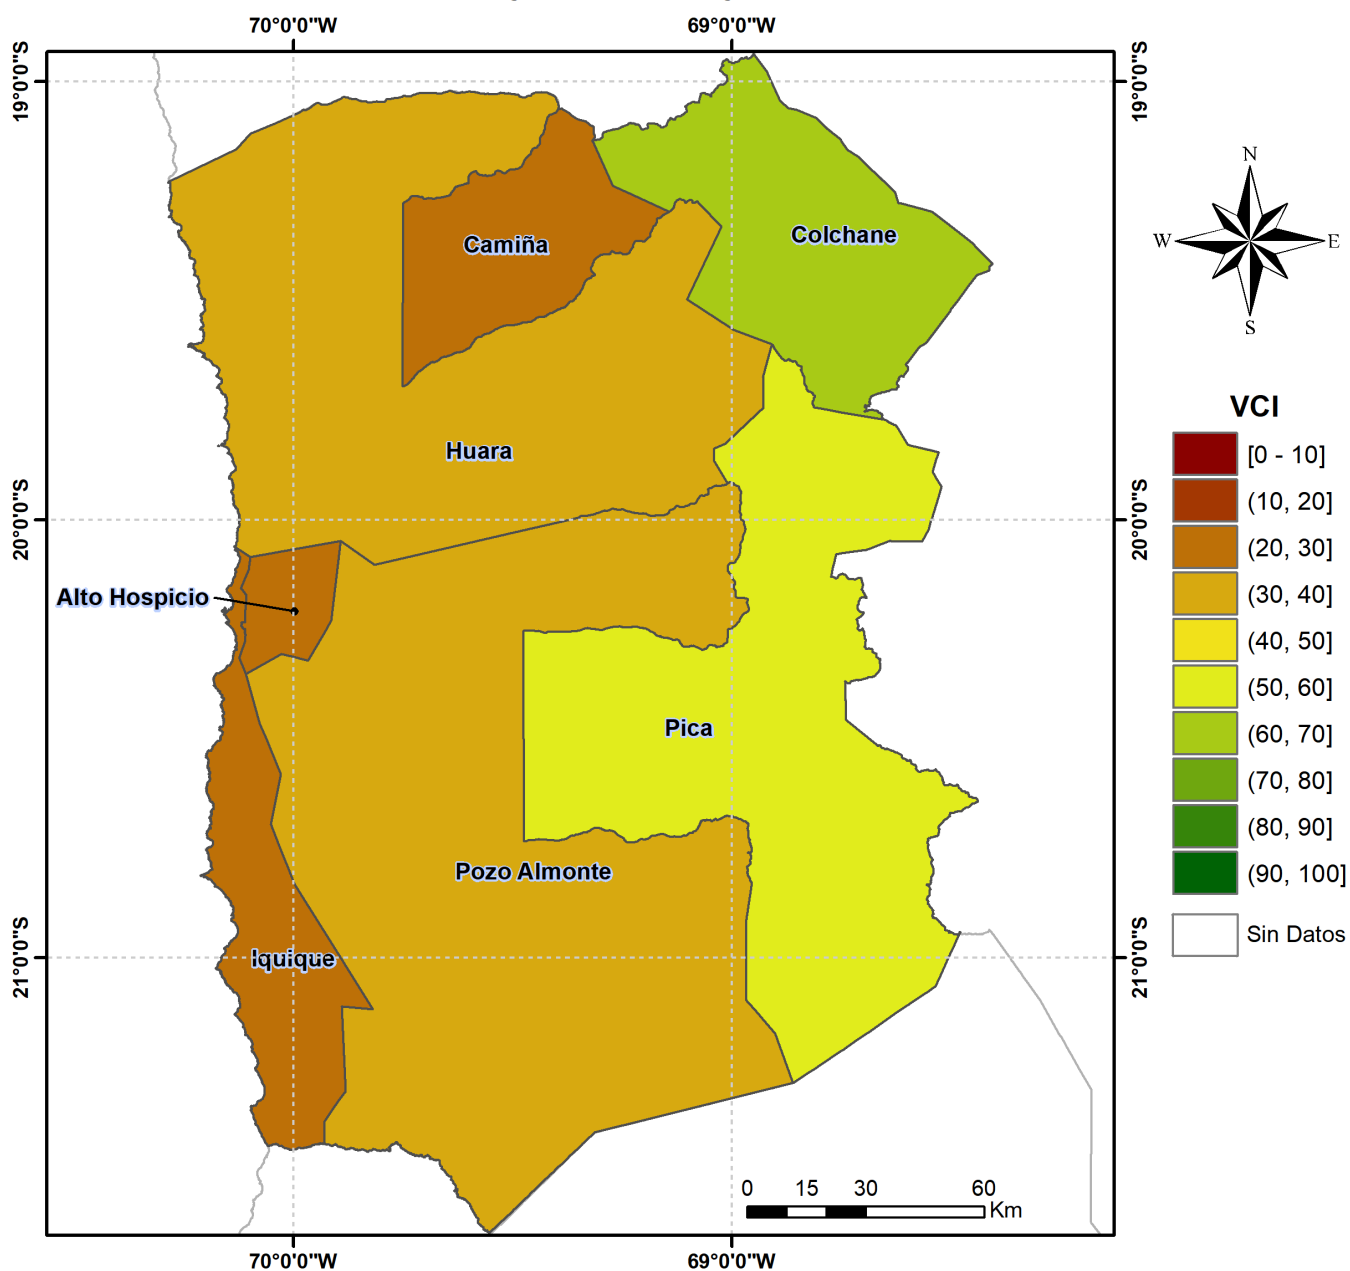 70°0'0"W
69°0'0"W
19°0'0"S
19°0'0"S
N
W
E
S
Colchane
Camiña
VCI
[0 - 10]
(10, 20]
(20, 30]
(30, 40]
(40, 50]
(50, 60]
(60, 70]
(70, 80]
(80, 90]
(90, 100]
Sin Datos
Huara
20°0'0"S
20°0'0"S
Alto Hospicio
Pica
Pozo Almonte
Iquique
21°0'0"S
21°0'0"S
0 15 30 60
Km
70°0'0"W
69°0'0"W